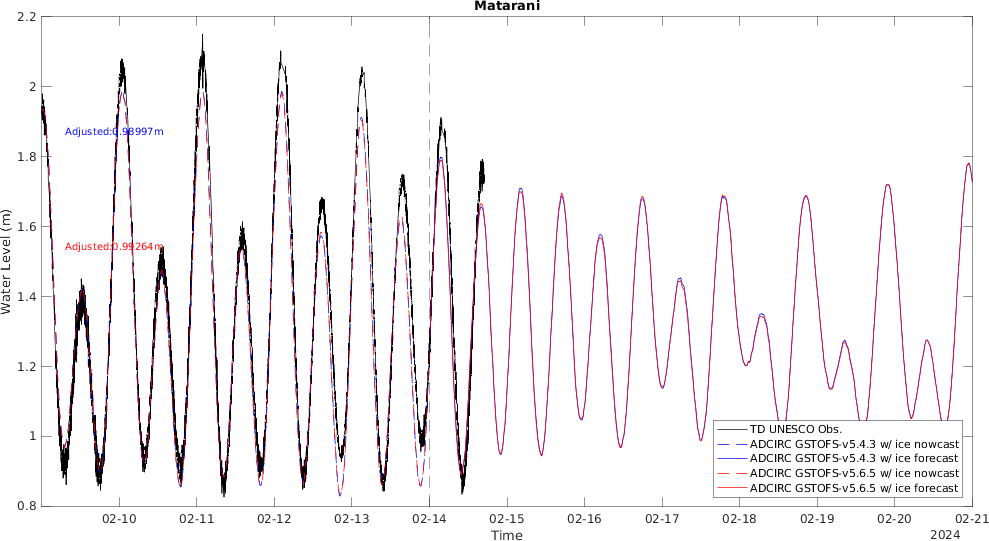 Matarani
2.2
2
1.8
1.6
1.4
1.2
1
0.8
Water Level (m)
Adjusted:0.98997m
Adjusted:0.99264m
TD UNESCO Obs.
ADCIRC GSTOFS-v5.4.3 w/ ice nowcast
ADCIRC GSTOFS-v5.4.3 w/ ice forecast
ADCIRC GSTOFS-v5.6.5 w/ ice nowcast
ADCIRC GSTOFS-v5.6.5 w/ ice forecast
02-10 02-11 02-12 02-13 02-14 02-15 02-16 02-17 02-18 02-19 02-20 02-21
Time
2024